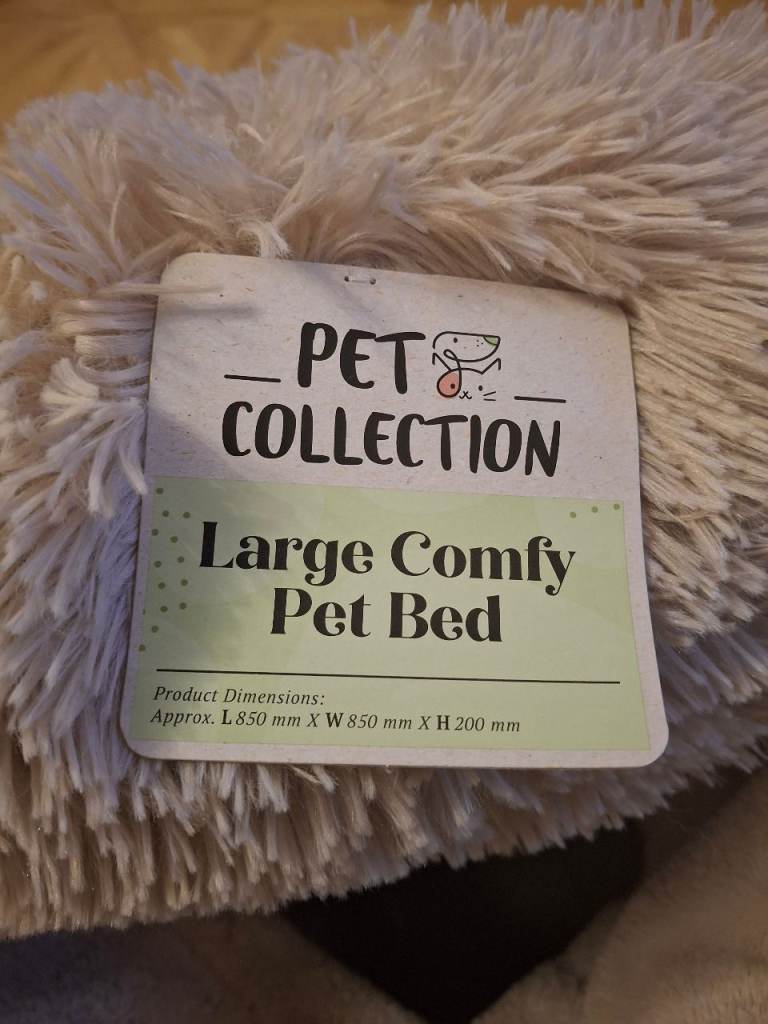 PET
COLLECTION
Large Comfy
Pet Bed
Product Dimensions:
Approx. L 850 mm X W 850 mm X H 200 mm